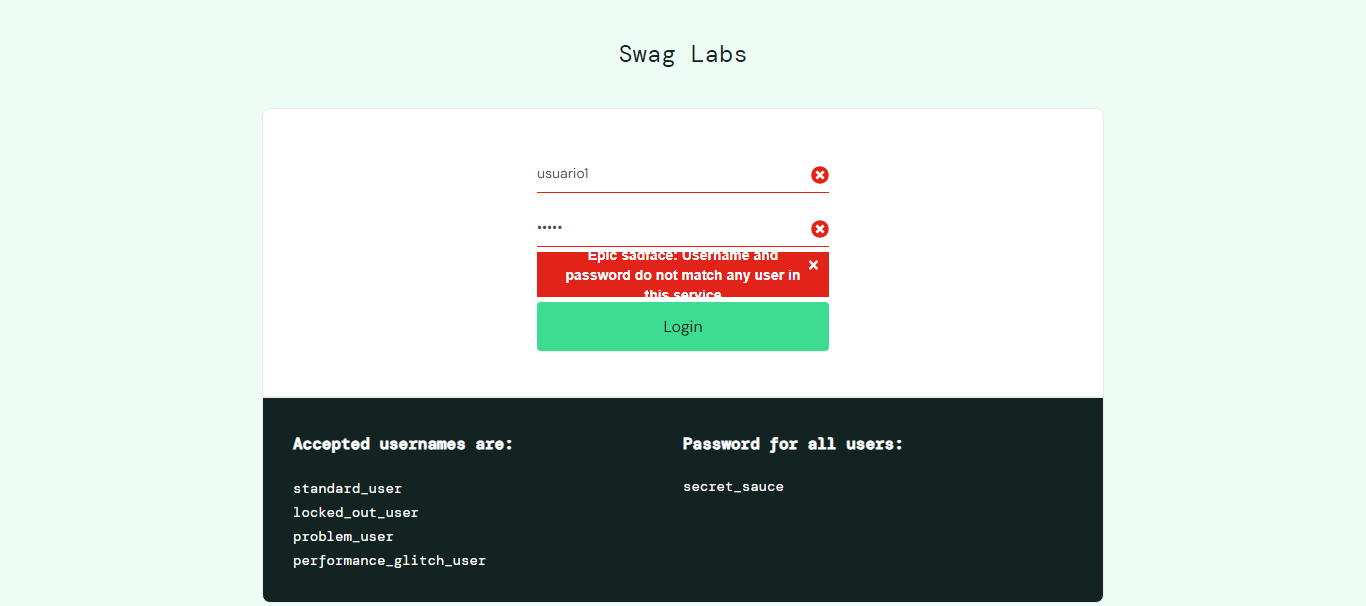 Swag Labs
usuario1
•••••
Epic sadface: Username and
password do not match any user in
this service
Login
Accepted usernames are:
Password for all users:
standard_user
secret_sauce
locked_out_user
problem_user
performance_glitch_user